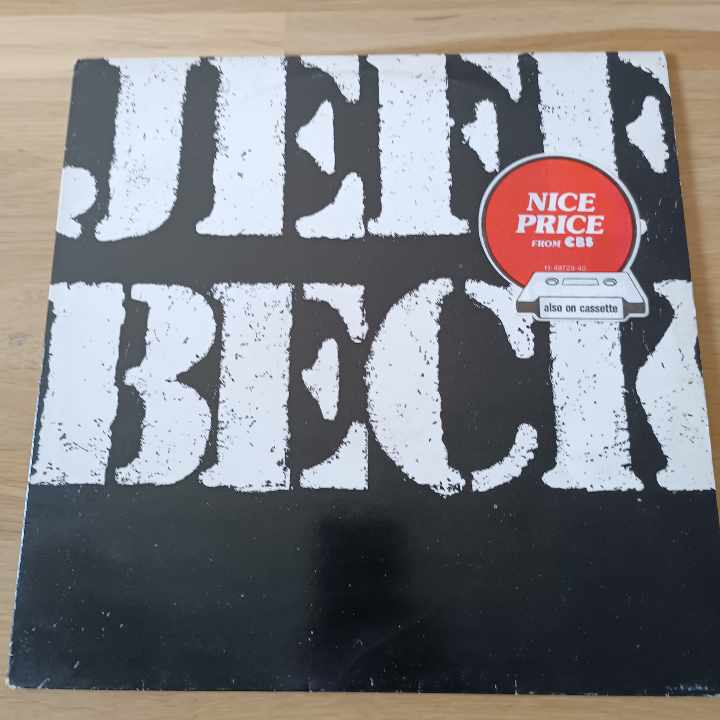 JEFF
BECK
NICE
PRICE
FROM CBS
also on cassette